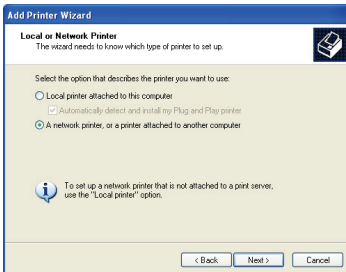 Add Printer Wizard
Local or Network Printer
The wizard needs to know which type of printer to set up.
Select the option that describes the printer you want to use:
Local printer attached to this computer
Automatically detect and install my Plug and Play printer
A network printer, or a printer attached to another computer
To set up a network printer that is not attached to a print server,
use the "Local printer" option.
< Back Next > Cancel